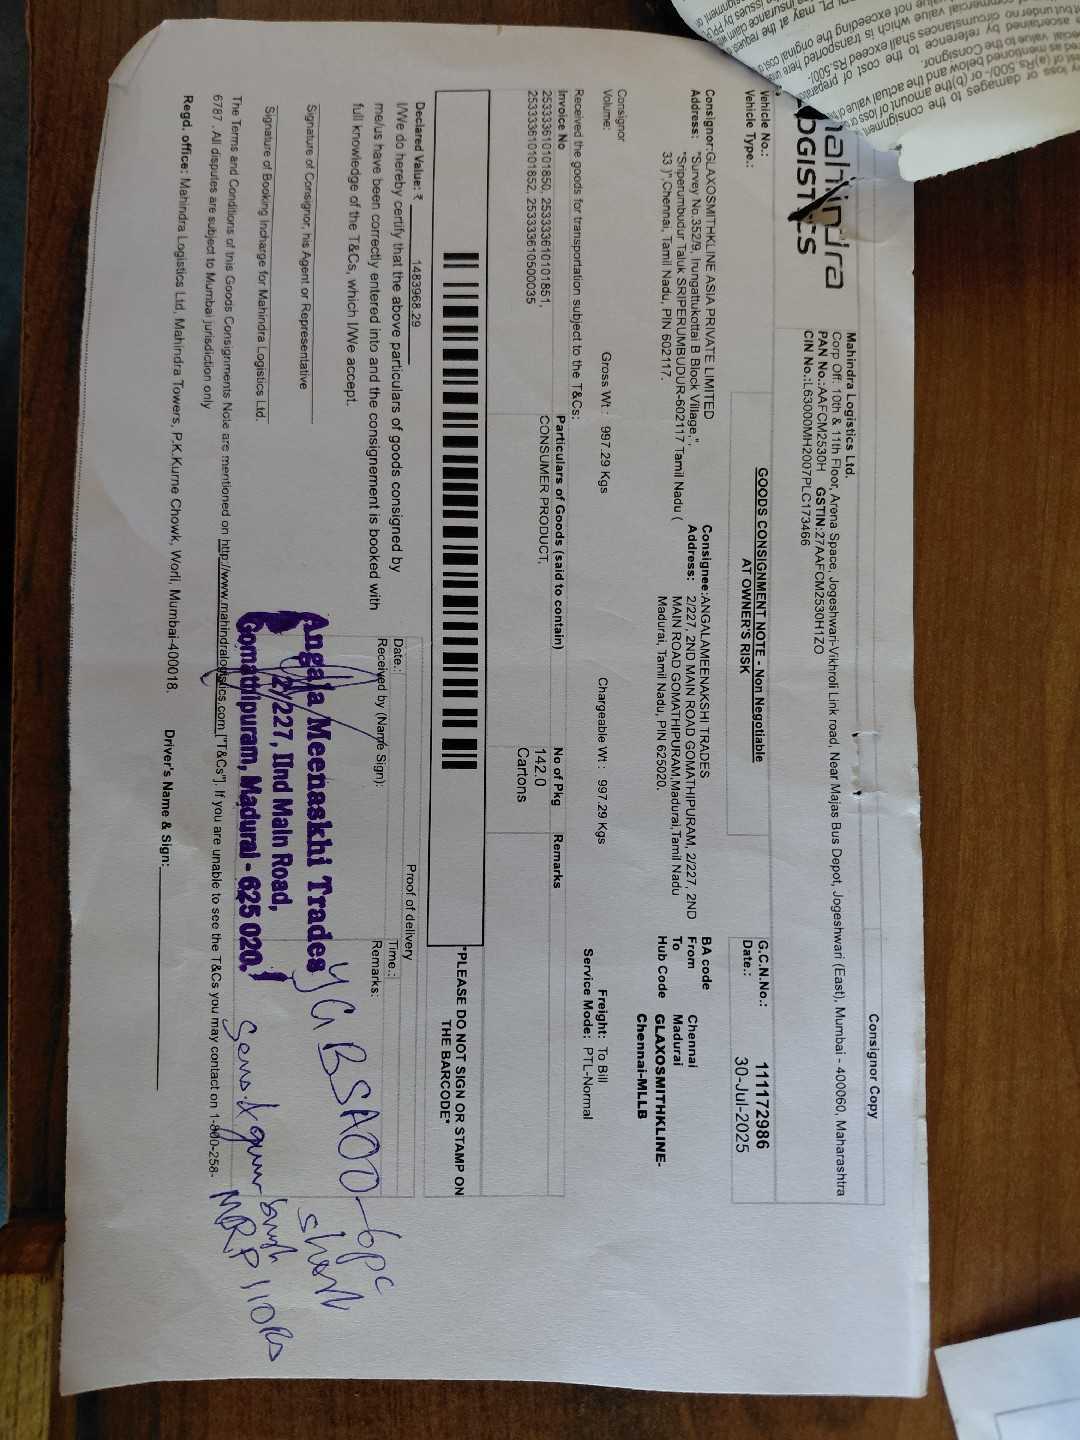 Consignor Copy
mahindra
LOGISTICS
Mahindra Logistics Ltd.
Corp Off: 10th & 11th Floor, Arena Space, Jogeshwari-Vikhroli Link road, Near Majas Bus Depot, Jogeshwari (East), Mumbai - 400060, Maharashtra
PAN No.:AAFCM2530H GSTIN:27AAFCM2530H1ZO
CIN No.:L63000MH2007PLC173466
Vehicle No.:
Vehicle Type.:
GOODS CONSIGNMENT NOTE - Non Negotiable
AT OWNER'S RISK
G.C.N.No.: 111172986
Date.: 30-Jul-2025
Consignor:GLAXOSMITHKLINE ASIA PRIVATE LIMITED
Address: "Survey No.352/9, Irungattukottai B Block Village,",
"Sriperumbudur Taluk SRIPERUMBUDUR-602117 Tamil Nadu (
33 )",Chennai, Tamil Nadu, PIN 602117.
Consignee:ANGALAMEENAKSHI TRADES
Address: 2/227, 2ND MAIN ROAD GOMATHIPURAM, 2/227, 2ND
MAIN ROAD GOMATHIPURAM,Madurai,Tamil Nadu
Madurai, Tamil Nadu, PIN 625020.
BA code
From Chennai
To Madurai
Hub Code GLAXOSMITHKLINE-
Chennai-MLLB
Consignor
Volume:
Gross Wt : 997.29 Kgs
Chargeable Wt : 997.29 Kgs
Freight: To Bill
Service Mode: PTL-Normal
Received the goods for transportation subject to the T&Cs:
Invoice No Particulars of Goods (said to contain) No of Pkg Remarks
253333610101850, 253333610101851, CONSUMER PRODUCT, 142.0
253333610101852, 253333610500035 Cartons
"PLEASE DO NOT SIGN OR STAMP ON
THE BARCODE"
Declared Value: ₹ 1483968.29
I/We do hereby certify that the above particulars of goods consigned by
me/us have been correctly entered into and the consignement is booked with
full knowledge of the T&Cs, which I/We accept.
Proof of delivery
Date.: Time.:
Received by (Name Sign): Remarks:
Signature of Consignor, his Agent or Representative
Signature of Booking Incharge for Mahindra Logistics Ltd.
Angala Meenaskhi Trades
2/227, IInd Main Road,
Gomathipuram, Madurai - 625 020.
BSAOO - 6pc
short
MRP 110Rs
The Terms and Conditions of this Goods Consignments Note are mentioned on http://www.mahindralogistics.com ["T&Cs"]. If you are unable to see the T&Cs you may contact on 1-800-258-
6787 . All disputes are subject to Mumbai jurisdiction only
Regd. office: Mahindra Logistics Ltd, Mahindra Towers, P.K.Kurne Chowk, Worli, Mumbai-400018.
Driver's Name & Sign: